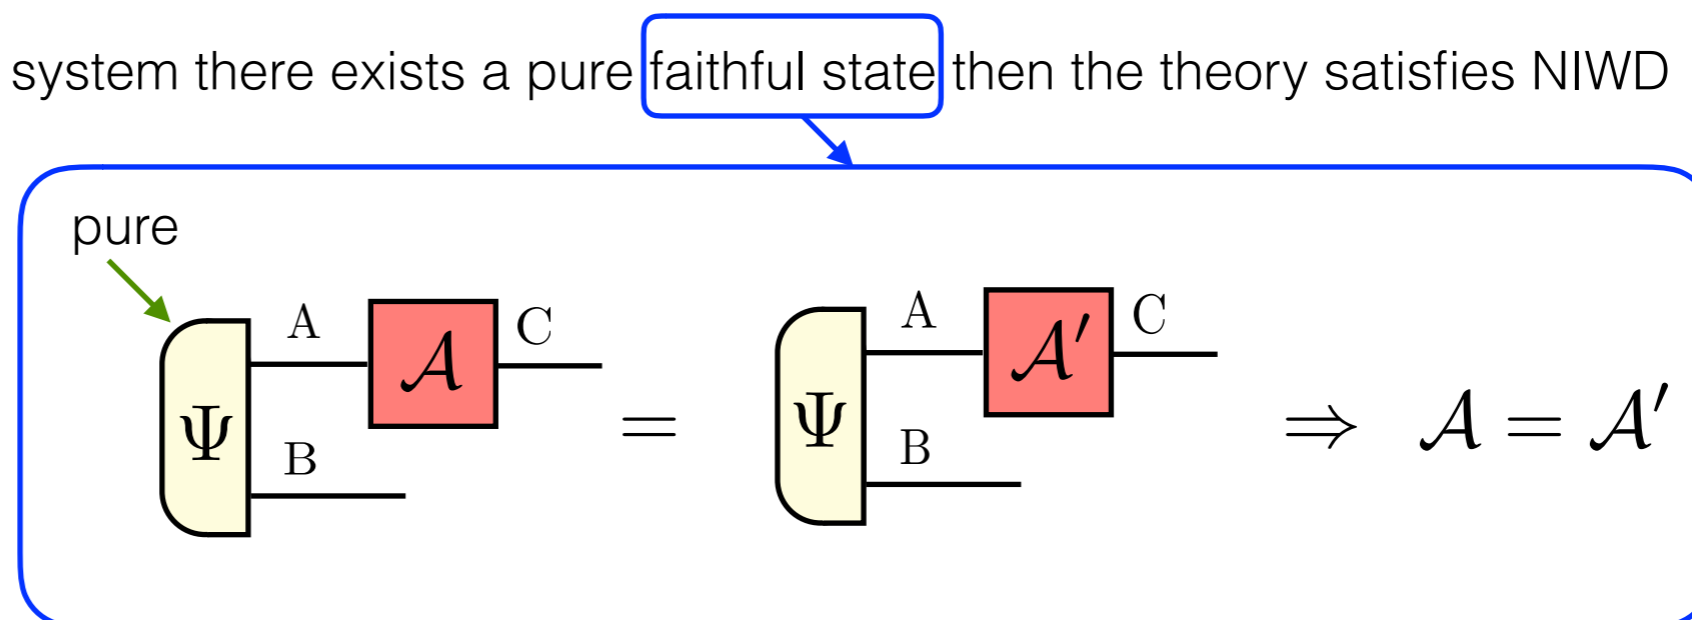 system there exists a pure faithful state then the theory satisfies NIWD
pure
A 𝒜 C A 𝒜′ C
Ψ = Ψ ⇒ 𝒜 = 𝒜′
B B